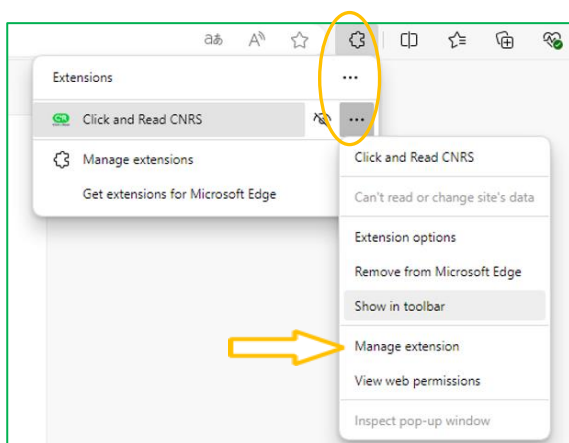 Extensions
Click and Read CNRS
Manage extensions
Get extensions for Microsoft Edge
Click and Read CNRS
Can't read or change site's data
Extension options
Remove from Microsoft Edge
Show in toolbar
Manage extension
View web permissions
Inspect pop-up window